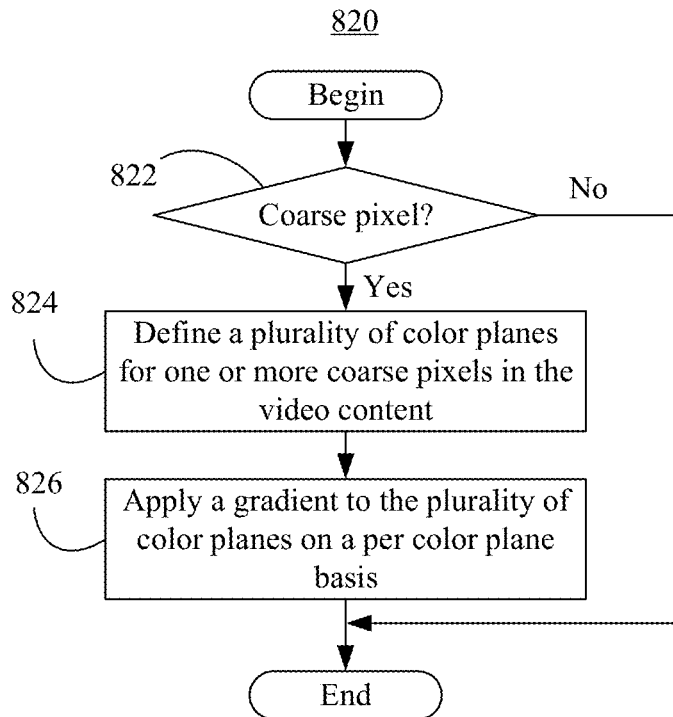 820
Begin
822
Coarse pixel?
No
Yes
824
Define a plurality of color planes
for one or more coarse pixels in the
video content
826
Apply a gradient to the plurality of
color planes on a per color plane
basis
End